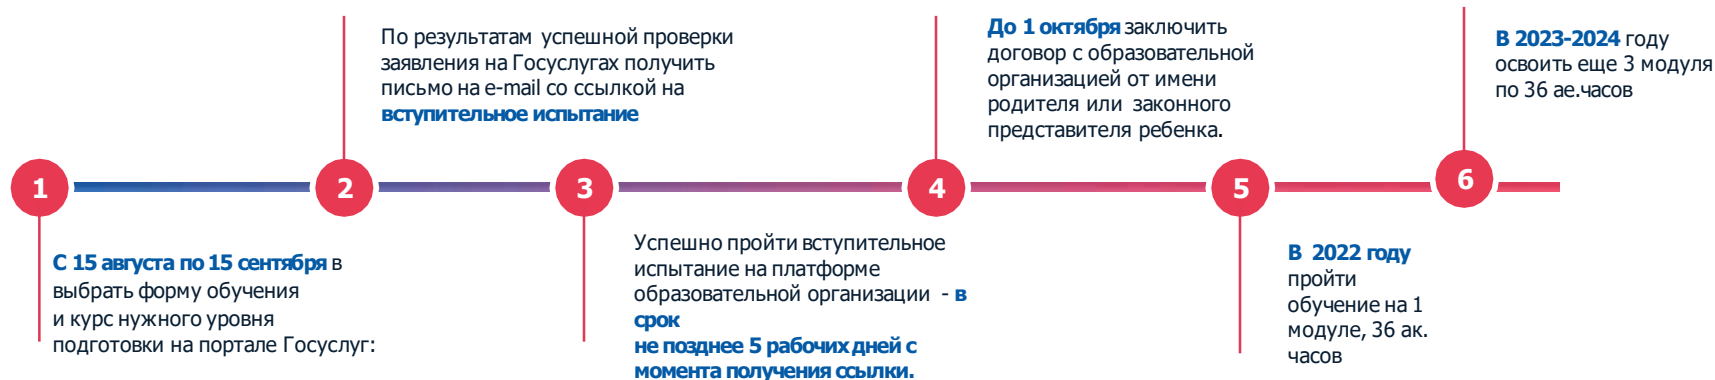 1
С 15 августа по 15 сентября в
выбрать форму обучения
и курс нужного уровня
подготовки на портале Госуслуг:
2
По результатам успешной проверки
заявления на Госуслугах получить
письмо на e-mail со ссылкой на
вступительное испытание
3
Успешно пройти вступительное
испытание на платформе
образовательной организации - в
срок
не позднее 5 рабочих дней с
момента получения ссылки.
4
До 1 октября заключить
договор с образовательной
организацией от имени
родителя или законного
представителя ребенка.
5
В 2022 году
пройти
обучение на 1
модуле, 36 ак.
часов
6
В 2023-2024 году
освоить еще 3 модуля
по 36 ае.часов